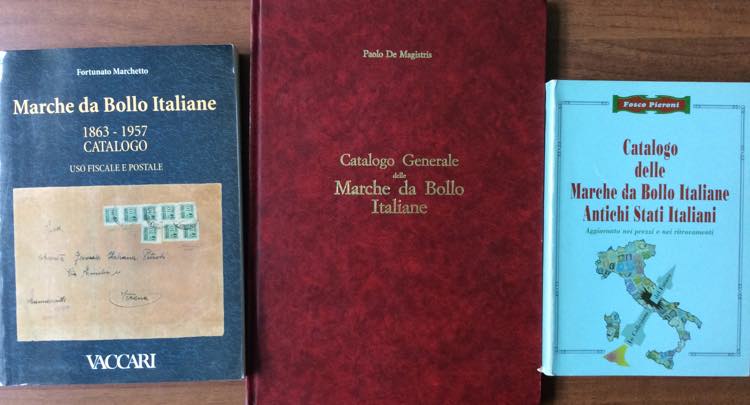 Fortunato Marchetto
Marche da Bollo Italiane
1863 - 1957
CATALOGO
USO FISCALE E POSTALE
Verona
VACCARI
Paolo De Magistris
Catalogo Generale
delle
Marche da Bollo
Italiane
Fosco Pieroni
Catalogo
delle
Marche da Bollo Italiane
Antichi Stati Italiani
Aggiornato nei prezzi e nei ritrovamenti